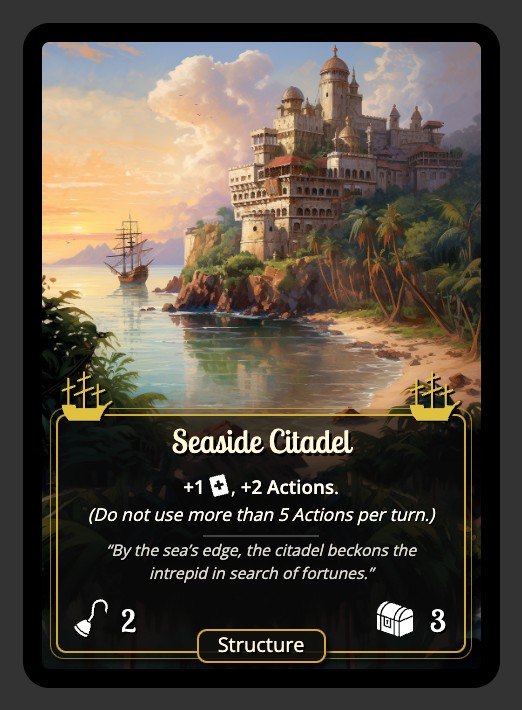 Seaside Citadel
+1 , +2 Actions.
(Do not use more than 5 Actions per turn.)
“By the sea’s edge, the citadel beckons the
intrepid in search of fortunes.”
2
3
Structure